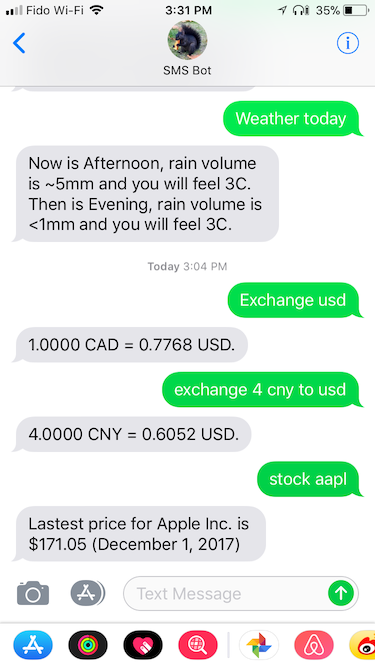 Fido Wi-Fi 3:31 PM 35%
SMS Bot
Weather today
Now is Afternoon, rain volume
is ~5mm and you will feel 3C.
Then is Evening, rain volume is
<1mm and you will feel 3C.
Today 3:04 PM
Exchange usd
1.0000 CAD = 0.7768 USD.
exchange 4 cny to usd
4.0000 CNY = 0.6052 USD.
stock aapl
Lastest price for Apple Inc. is
$171.05 (December 1, 2017)
Text Message